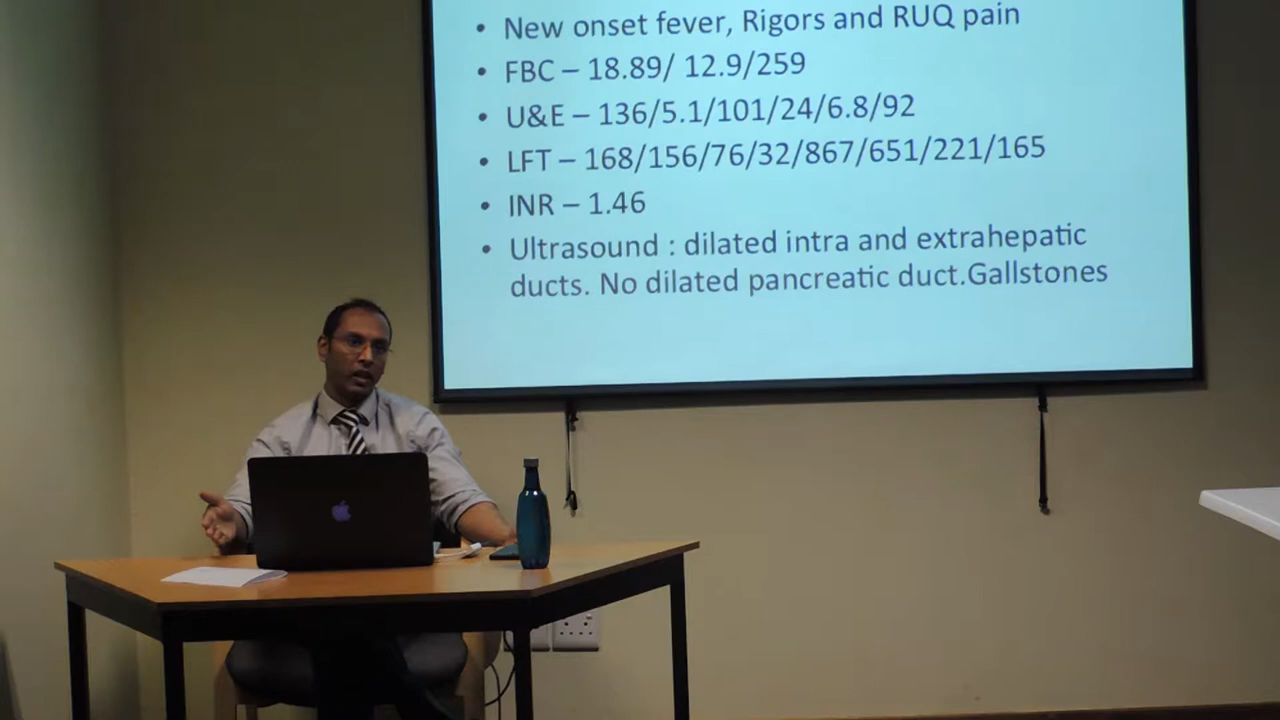 • New onset fever, Rigors and RUQ pain
• FBC – 18.89/ 12.9/259
• U&E – 136/5.1/101/24/6.8/92
• LFT – 168/156/76/32/867/651/221/165
• INR – 1.46
• Ultrasound : dilated intra and extrahepatic
ducts. No dilated pancreatic duct.Gallstones